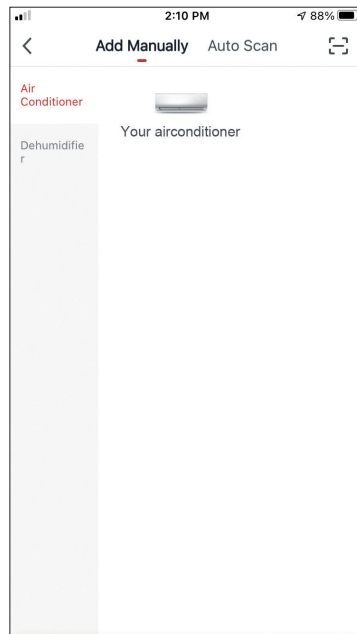 2:10 PM 88%
Add Manually Auto Scan
Air
Conditioner
Your airconditioner
Dehumidifie
r